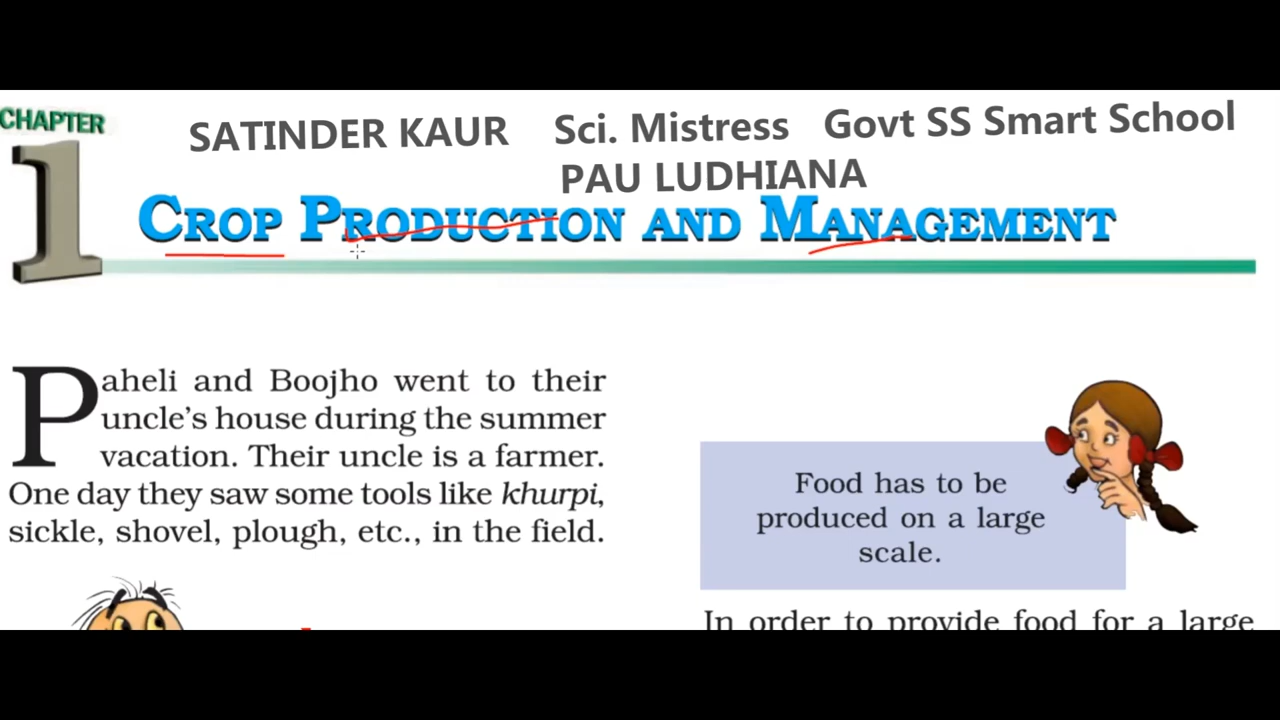 CHAPTER
1
SATINDER KAUR Sci. Mistress Govt SS Smart School
PAU LUDHIANA
CROP PRODUCTION AND MANAGEMENT
Paheli and Boojho went to their
uncle's house during the summer
vacation. Their uncle is a farmer.
One day they saw some tools like khurpi,
sickle, shovel, plough, etc., in the field.
Food has to be
produced on a large
scale.
In order to provide food for a large